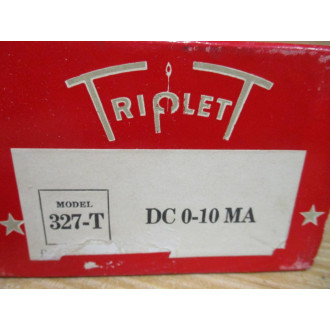 TRIPLETT
MODEL
327-T
DC 0-10 MA